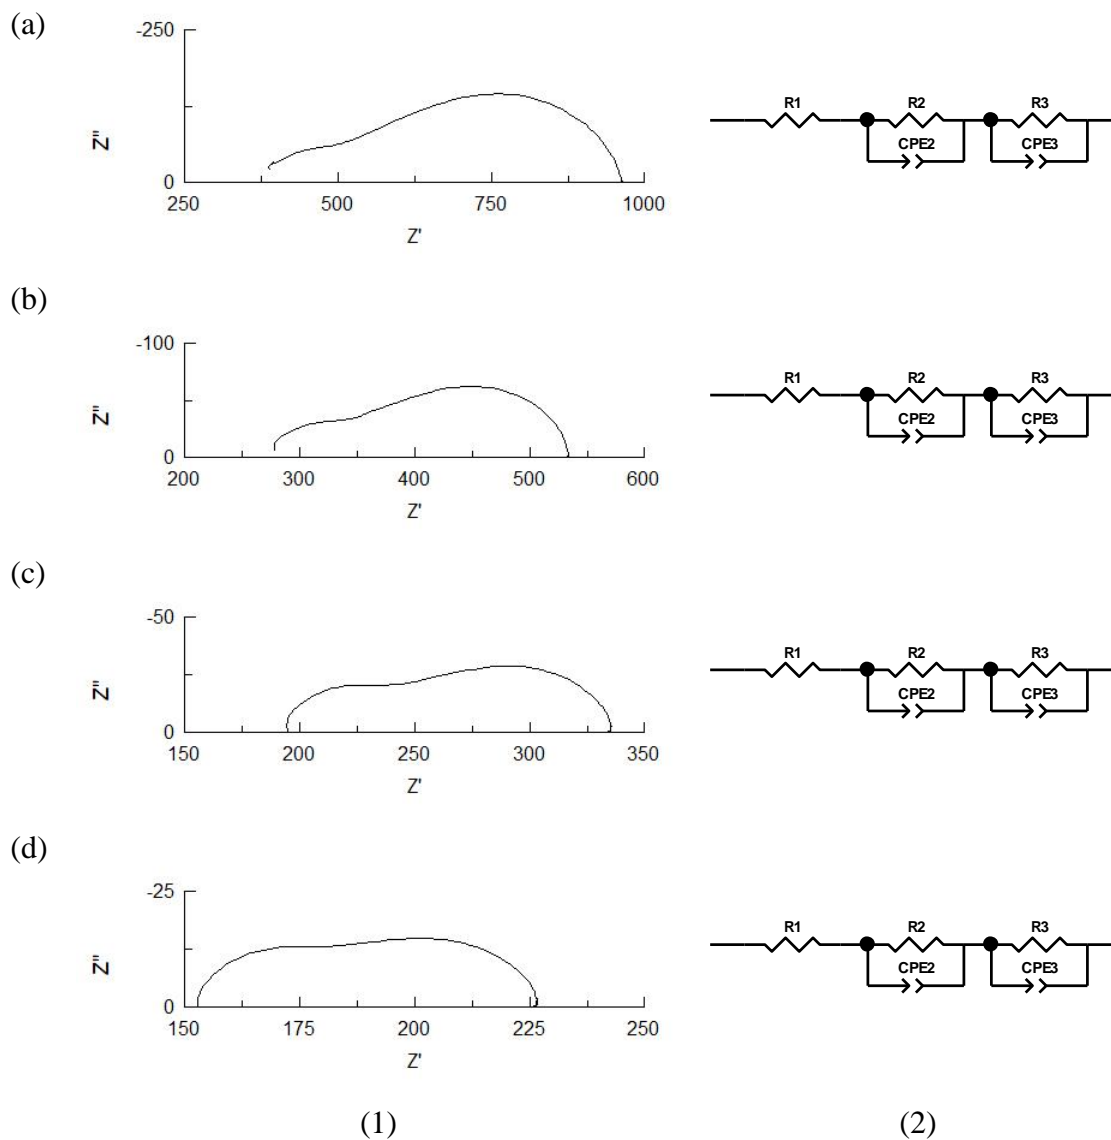 (a)
-250
Z''
0
250 500 750 1000
Z'
R1 R2 R3
CPE2 CPE3
(b)
-100
Z''
0
200 300 400 500 600
Z'
R1 R2 R3
CPE2 CPE3
(c)
-50
Z''
0
150 200 250 300 350
Z'
R1 R2 R3
CPE2 CPE3
(d)
-25
Z''
0
150 175 200 225 250
Z'
R1 R2 R3
CPE2 CPE3
(1) (2)